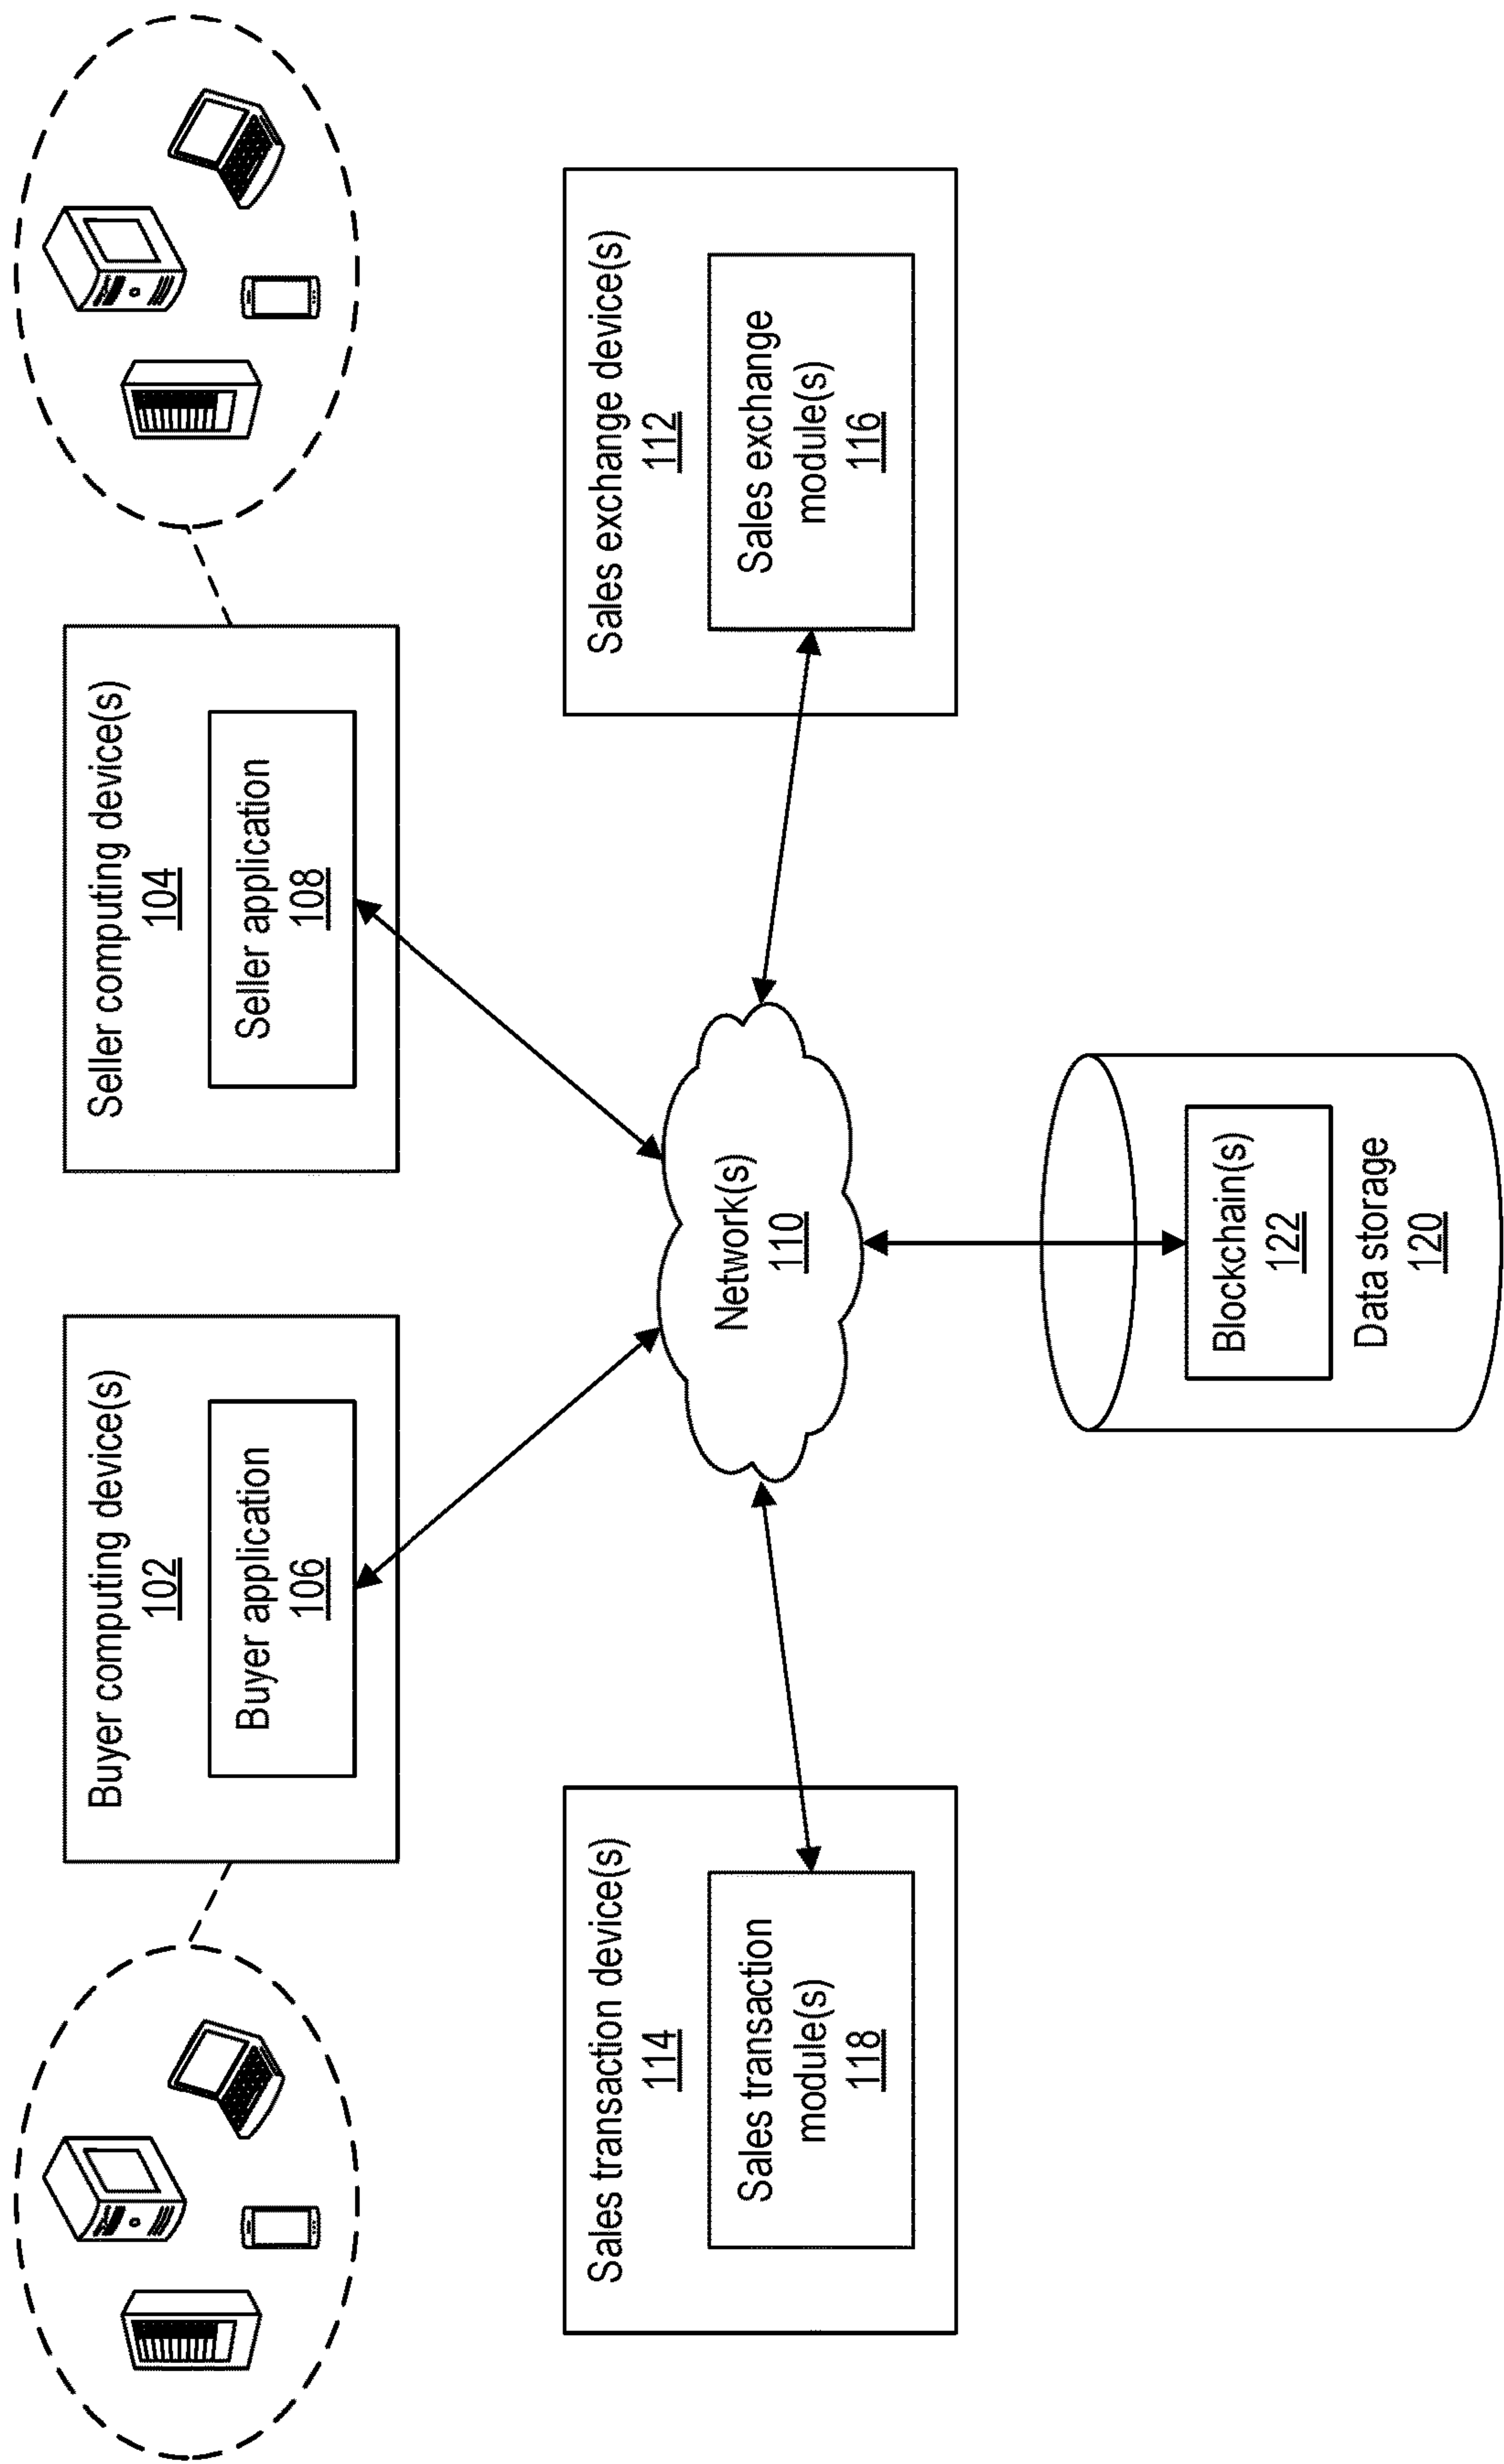 Buyer computing device(s)
102
Buyer application
106
Seller computing device(s)
104
Seller application
108
Sales transaction device(s)
114
Sales transaction
module(s)
118
Network(s)
110
Sales exchange device(s)
112
Sales exchange
module(s)
116
Blockchain(s)
122
Data storage
120